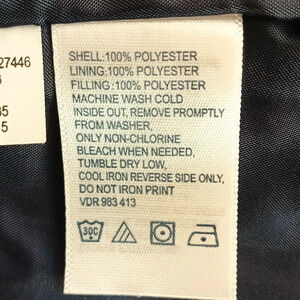 27446
SHELL:100% POLYESTER
LINING:100% POLYESTER
FILLING:100% POLYESTER
MACHINE WASH COLD
INSIDE OUT, REMOVE PROMPTLY
FROM WASHER,
ONLY NON-CHLORINE
BLEACH WHEN NEEDED,
TUMBLE DRY LOW,
COOL IRON REVERSE SIDE ONLY,
DO NOT IRON PRINT
VDR 983 413
30C